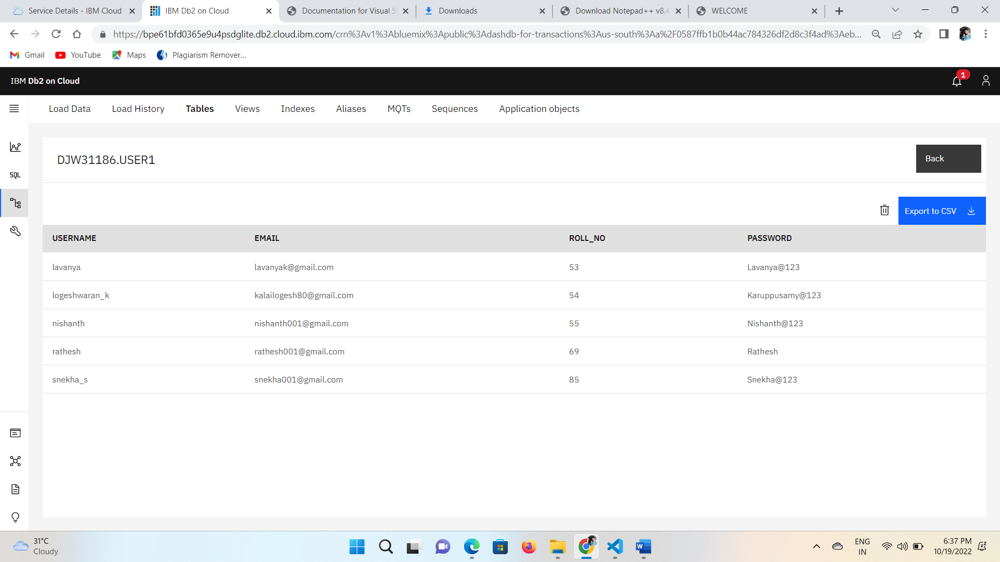 Service Details - IBM Cloud
IBM Db2 on Cloud
Documentation for Visual S
Downloads
Download Notepad++ v8.4
WELCOME
https://bpe61bfd0365e9u4psdglite.db2.cloud.ibm.com/crn%3Av1%3Abluemix%3Apublic%3Adashdb-for-transactions%3Aus-south%3Aa%2F0587ffb1b0b44ac784326df2d8c3f4ad%3Aeb...
Gmail
YouTube
Maps
Plagiarism Remover...
IBM Db2 on Cloud
1
Load Data Load History Tables Views Indexes Aliases MQTs Sequences Application objects
SQL
DJW31186.USER1
Back
Export to CSV
USERNAME EMAIL ROLL_NO PASSWORD
lavanya lavanyak@gmail.com 53 Lavanya@123
logeshwaran_k kalailogesh80@gmail.com 54 Karuppusamy@123
nishanth nishanth001@gmail.com 55 Nishanth@123
rathesh rathesh001@gmail.com 69 Rathesh
snekha_s snekha001@gmail.com 85 Snekha@123
31°C
Cloudy
W
ENG
IN
6:37 PM
10/19/2022